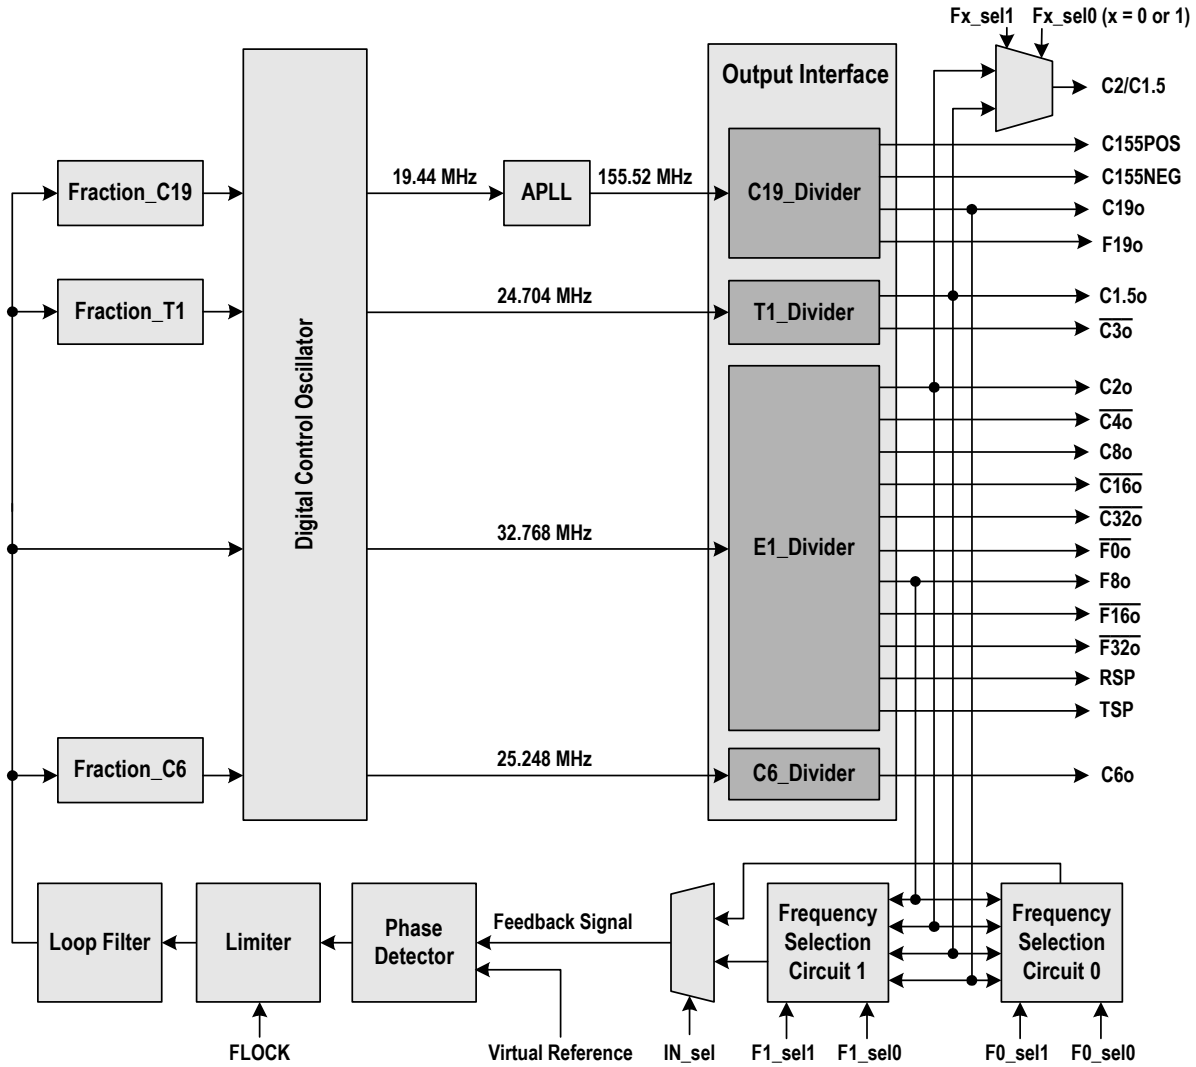 Fx_sel1
Fx_sel0 (x = 0 or 1)
Output Interface
C2/C1.5
C155POS
Fraction_C19
19.44 MHz
APLL
155.52 MHz
C19_Divider
C155NEG
C19o
F19o
Fraction_T1
24.704 MHz
T1_Divider
C1.5o
C3o
Digital Control Oscillator
C2o
C4o
C8o
C16o
C32o
32.768 MHz
E1_Divider
F0o
F8o
F16o
F32o
RSP
TSP
Fraction_C6
25.248 MHz
C6_Divider
C6o
Loop Filter
Limiter
Phase
Detector
Feedback Signal
Frequency
Selection
Circuit 1
Frequency
Selection
Circuit 0
FLOCK
Virtual Reference
IN_sel
F1_sel1
F1_sel0
F0_sel1
F0_sel0